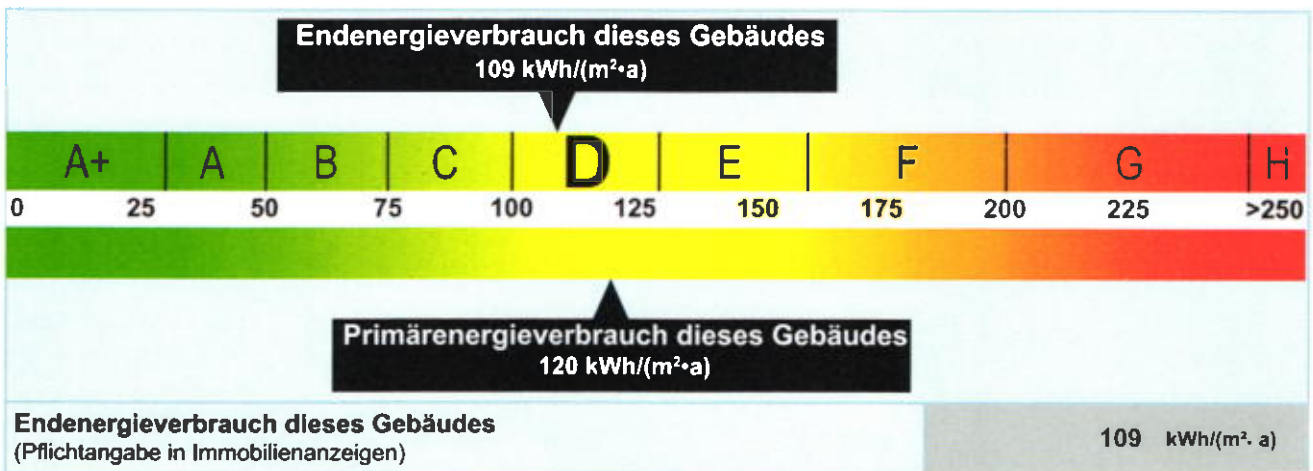 Endenergieverbrauch dieses Gebäudes
109 kWh/(m²•a)
A+ A B C D E F G H
0 25 50 75 100 125 150 175 200 225 >250
Primärenergieverbrauch dieses Gebäudes
120 kWh/(m²•a)
Endenergieverbrauch dieses Gebäudes
(Pflichtangabe in Immobilienanzeigen)
109 kWh/(m². a)